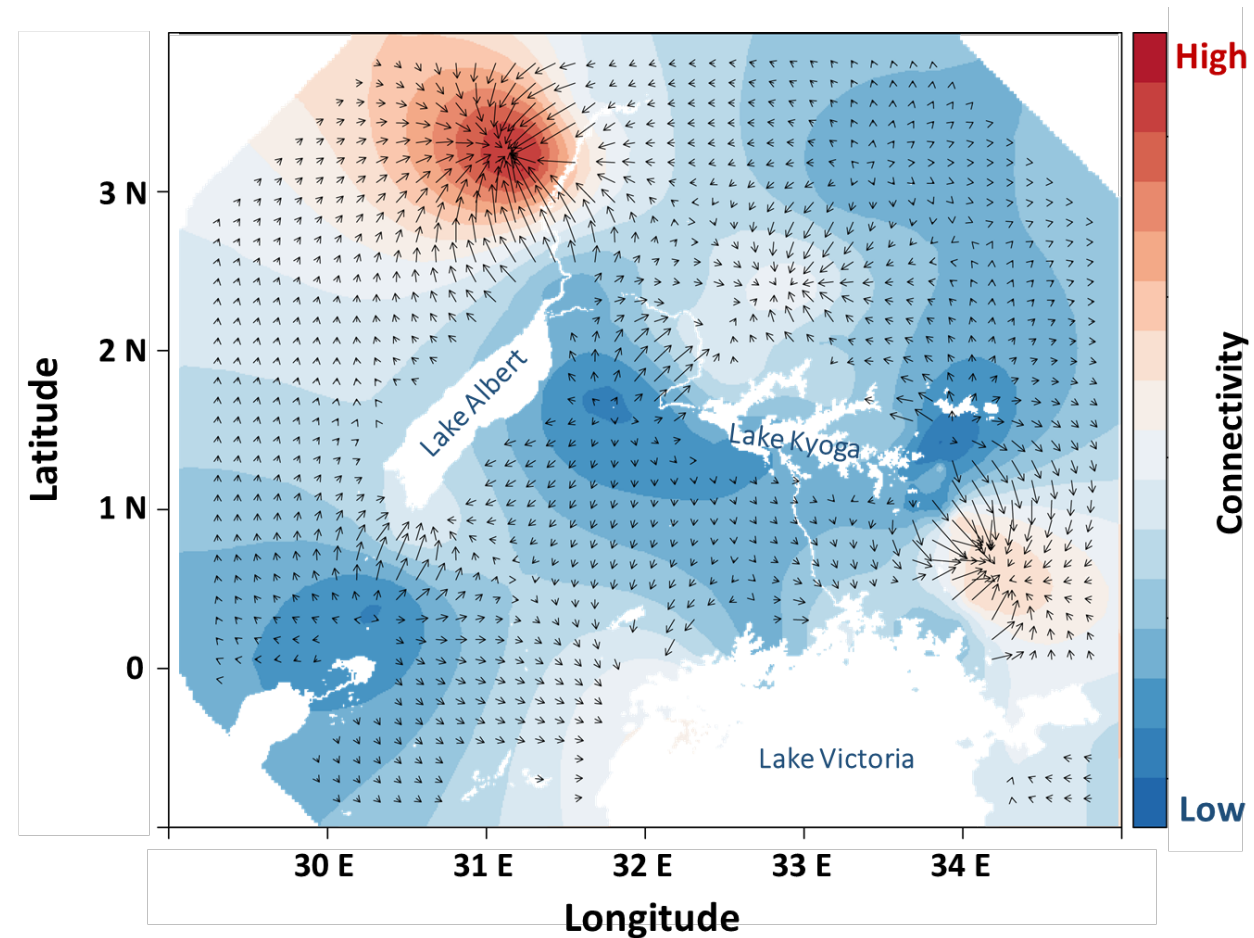 High
3 N
Latitude
2 N
Lake Albert
Lake Kyoga
Connectivity
1 N
0
Lake Victoria
Low
30 E 31 E 32 E 33 E 34 E
Longitude